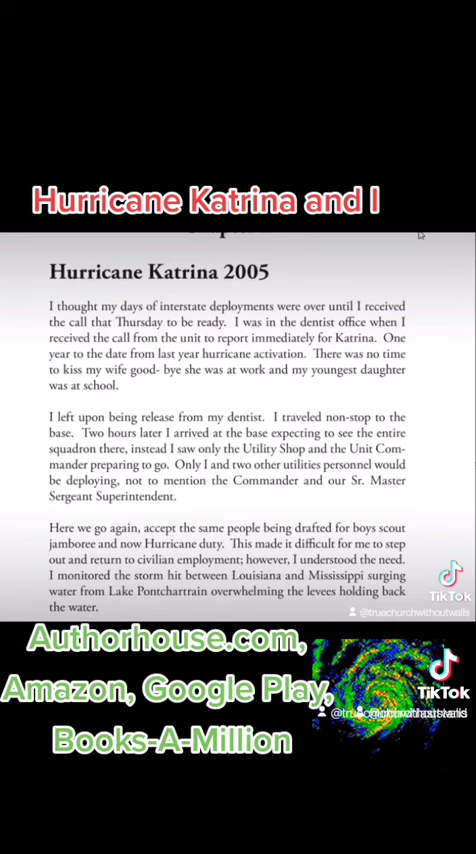 Hurricane Katrina and I
Hurricane Katrina 2005
I thought my days of interstate deployments were over until I received
the call that Thursday to be ready. I was in the dentist office when I
received the call from the unit to report immediately for Katrina. One
year to the date from last year hurricane activation. There was no time
to kiss my wife good- bye she was at work and my youngest daughter
was at school.
I left upon being release from my dentist. I traveled non-stop to the
base. Two hours later I arrived at the base expecting to see the entire
squadron there, instead I saw only the Utility Shop and the Unit Com-
mander preparing to go. Only I and two other utilities personnel would
be deploying, not to mention the Commander and our Sr. Master
Sergeant Superintendent.
Here we go again, accept the same people being drafted for boys scout
jamboree and now Hurricane duty. This made it difficult for me to step
out and return to civilian employment; however, I understood the need.
I monitored the storm hit between Louisiana and Mississippi surging
water from Lake Pontchartrain overwhelming the levees holding back
the water.
TikTok
@truechurchwithoutwalls
Authorhouse.com,
Amazon, Google Play,
Books-A-Million
TikTok